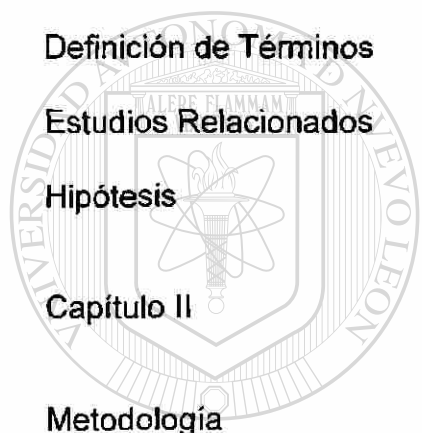 Definición de Términos
ALERE FLAMMAM
Estudios Relacionados
Hipótesis
Capítulo II
Metodología